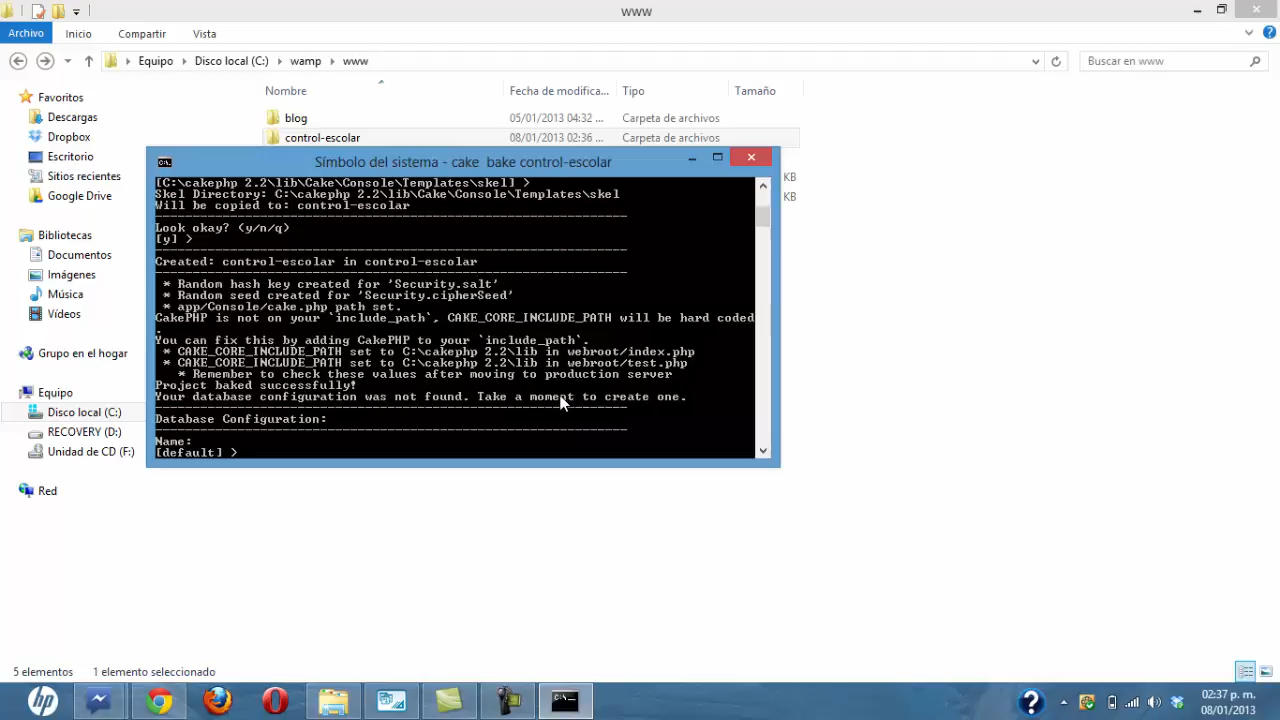 www
Archivo Inicio Compartir Vista
Equipo Disco local (C:) wamp www
Buscar en www
Nombre Fecha de modifica... Tipo Tamaño
Favoritos
Descargas
Dropbox
Escritorio
Sitios recientes
Google Drive
Bibliotecas
Documentos
Imágenes
Música
Vídeos
Grupo en el hogar
Equipo
Disco local (C:)
RECOVERY (D:)
Unidad de CD (F:)
Red
blog 05/01/2013 04:32 ... Carpeta de archivos
control-escolar 08/01/2013 02:36 ... Carpeta de archivos
KB
KB
Símbolo del sistema - cake bake control-escolar
[C:\cakephp 2.2\lib\Cake\Console\Templates\skel] >
Skel Directory: C:\cakephp 2.2\lib\Cake\Console\Templates\skel
Will be copied to: control-escolar
---------------------------------------------------------------
Look okay? (y/n/q)
[y] >
---------------------------------------------------------------
Created: control-escolar in control-escolar
---------------------------------------------------------------
* Random hash key created for 'Security.salt'
* Random seed created for 'Security.cipherSeed'
* app/Console/cake.php path set.
CakePHP is not on your `include_path`, CAKE_CORE_INCLUDE_PATH will be hard coded
.
You can fix this by adding CakePHP to your `include_path`.
* CAKE_CORE_INCLUDE_PATH set to C:\cakephp 2.2\lib in webroot/index.php
* CAKE_CORE_INCLUDE_PATH set to C:\cakephp 2.2\lib in webroot/test.php
* Remember to check these values after moving to production server
Project baked successfully!
Your database configuration was not found. Take a moment to create one.
---------------------------------------------------------------
Database Configuration:
---------------------------------------------------------------
Name:
[default] >
5 elementos 1 elemento seleccionado
02:37 p. m.
08/01/2013